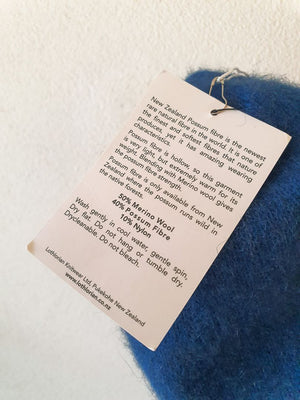 New Zealand Possum fibre is the newest
rare natural fibre in the world. It is one of
the finest and softest fibres that nature
produces, yet it has amazing wearing
characteristics.
Possum fibre is hollow, so this garment
is very light, but extremely warm for its
weight. Blending with Merino wool gives
the possum fibre strength.
Possum fibre is only available from New
Zealand where the possum runs wild in
the native forests.
50% Merino Wool
40% Possum Fibre
10% Nylon
Wash gently in cool water, gentle spin,
Dry flat. Do not hang or tumble dry.
Drycleanable. Do not bleach.
Lothlorian Knitwear Ltd, Pukekohe New Zealand
www.lothlorian.co.nz